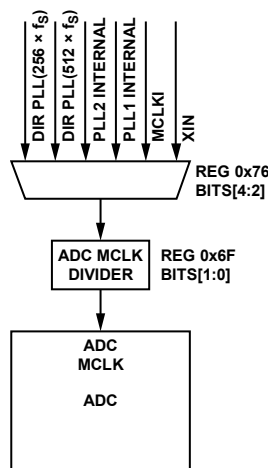 DIR PLL(256 × fS)
DIR PLL(512 × fS)
PLL2 INTERNAL
PLL1 INTERNAL
MCLKI
XIN
REG 0x76
BITS[4:2]
ADC MCLK
DIVIDER
REG 0x6F
BITS[1:0]
ADC
MCLK
ADC